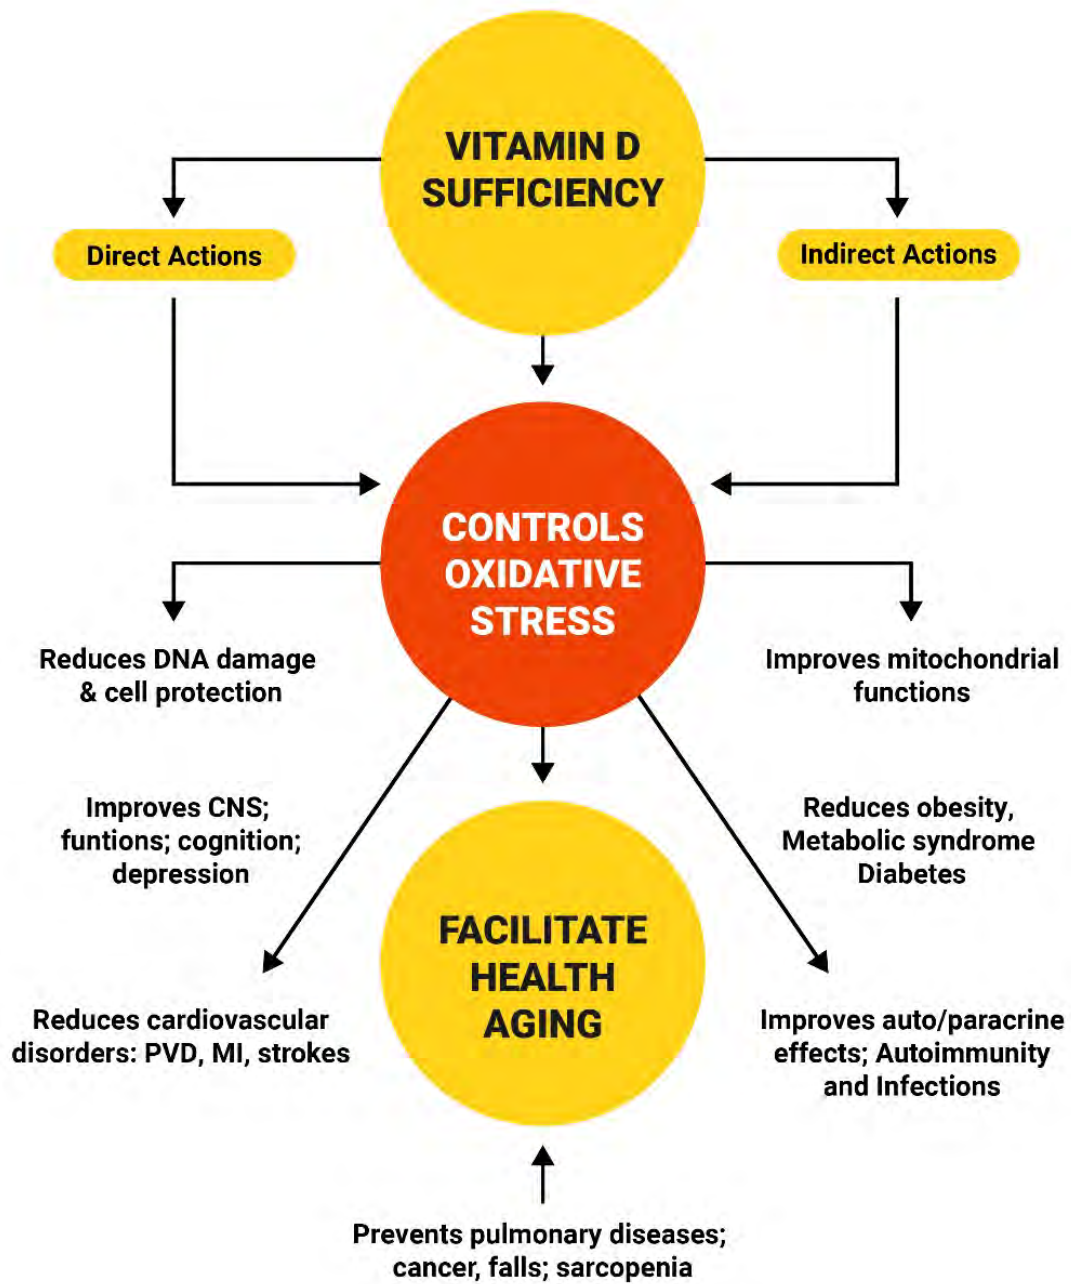 VITAMIN D
SUFFICIENCY
Direct Actions
Indirect Actions
CONTROLS
OXIDATIVE
STRESS
Reduces DNA damage
& cell protection
Improves mitochondrial
functions
Improves CNS;
funtions; cognition;
depression
Reduces obesity,
Metabolic syndrome
Diabetes
FACILITATE
HEALTH
AGING
Reduces cardiovascular
disorders: PVD, MI, strokes
Improves auto/paracrine
effects; Autoimmunity
and Infections
Prevents pulmonary diseases;
cancer, falls; sarcopenia